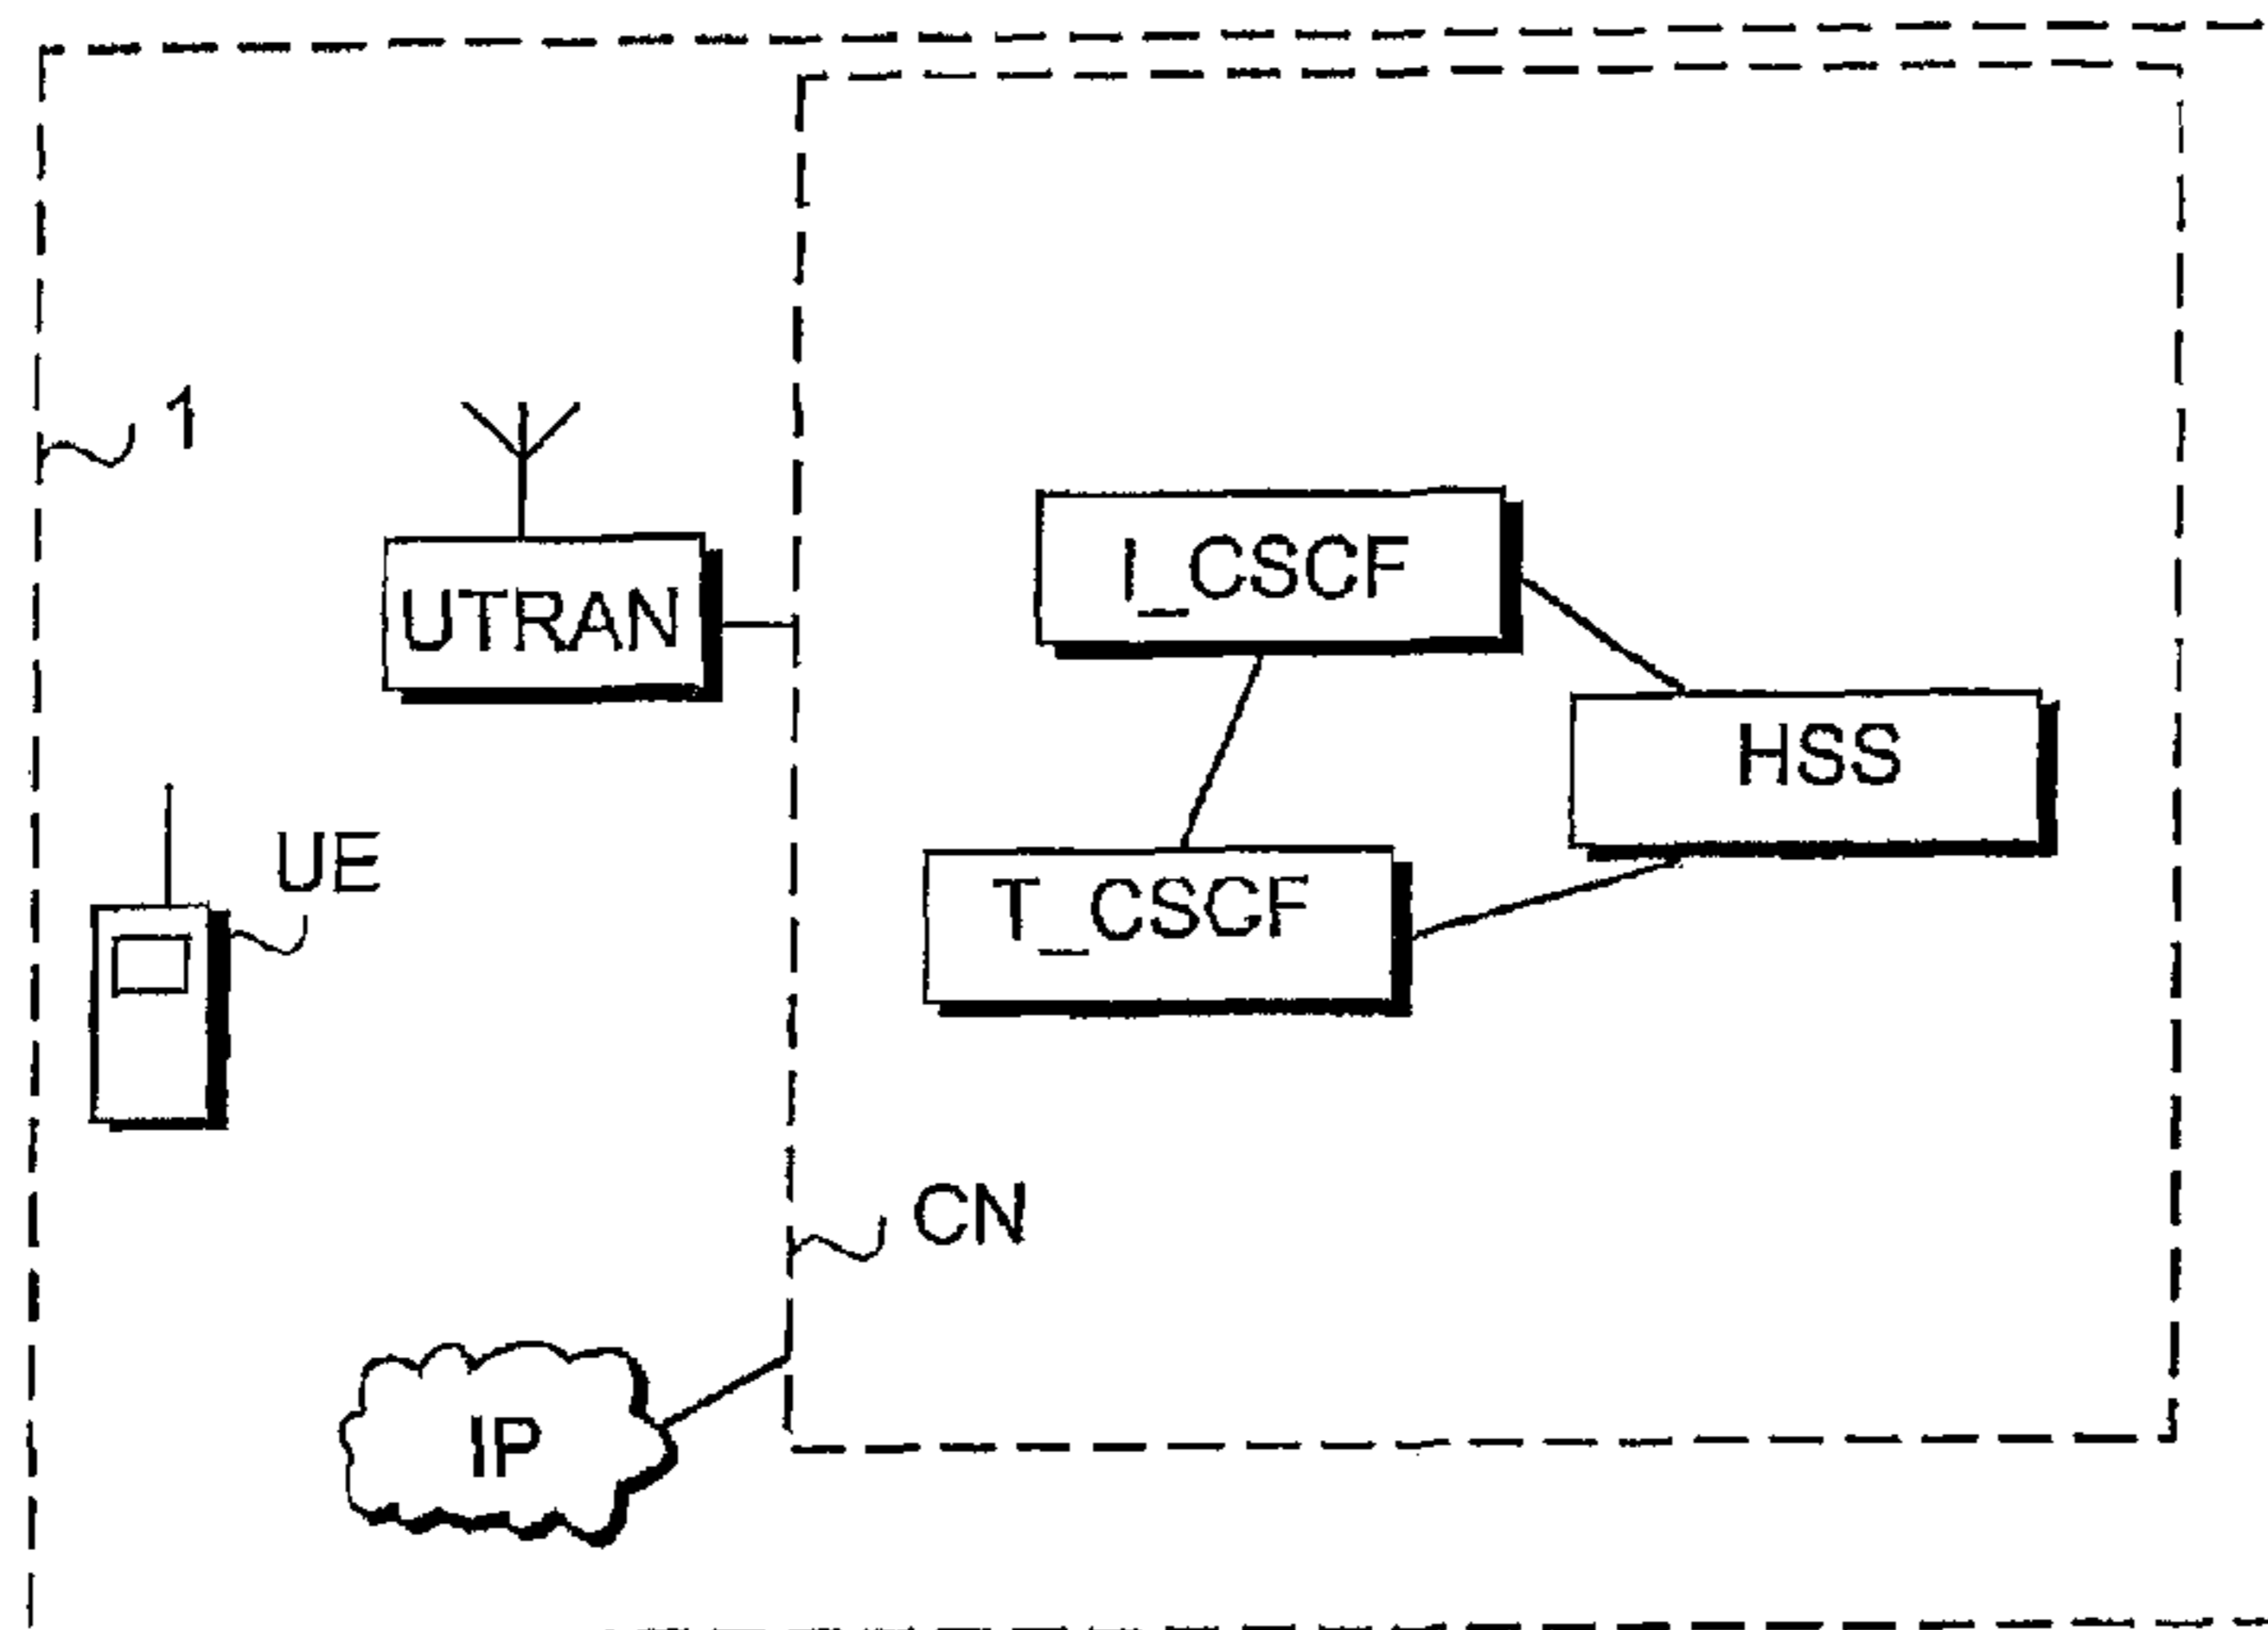 1
I_CSCF
UTRAN
HSS
UE
T_CSCF
CN
IP